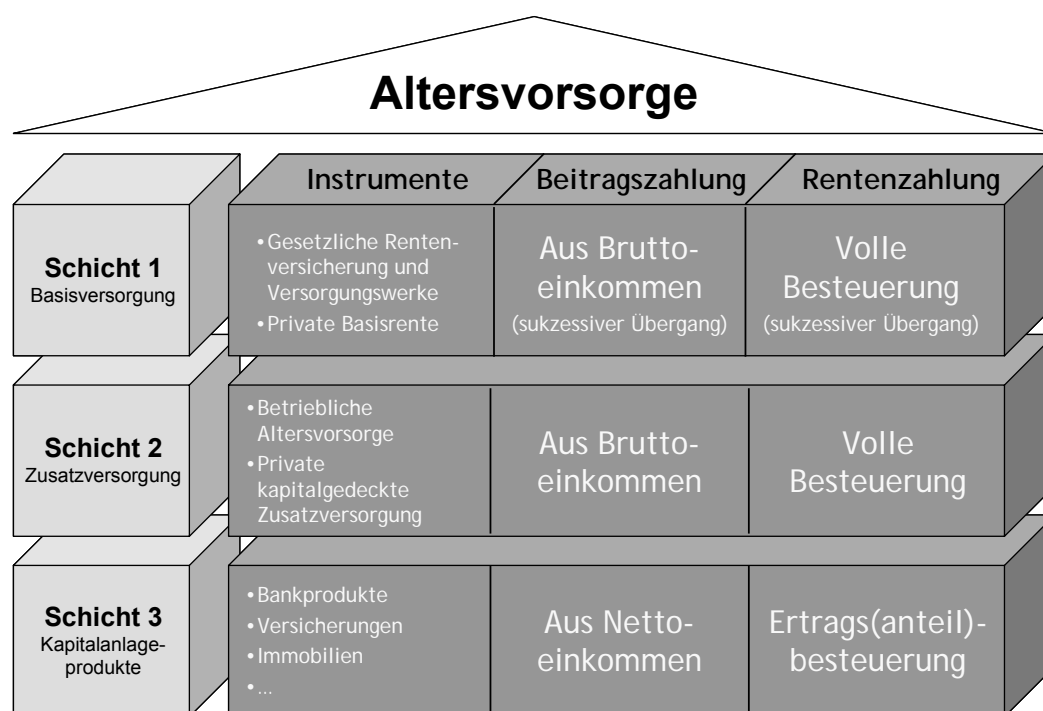 Altersvorsorge
Instrumente
Beitragszahlung
Rentenzahlung
Schicht 1
Basisversorgung
• Gesetzliche Renten-
versicherung und
Versorgungswerke
• Private Basisrente
Aus Brutto-
einkommen
(sukzessiver Übergang)
Volle
Besteuerung
(sukzessiver Übergang)
Schicht 2
Zusatzversorgung
• Betriebliche
Altersvorsorge
• Private
kapitalgedeckte
Zusatzversorgung
Aus Brutto-
einkommen
Volle
Besteuerung
Schicht 3
Kapitalanlage-
produkte
• Bankprodukte
• Versicherungen
• Immobilien
• ...
Aus Netto-
einkommen
Ertrags(anteil)-
besteuerung